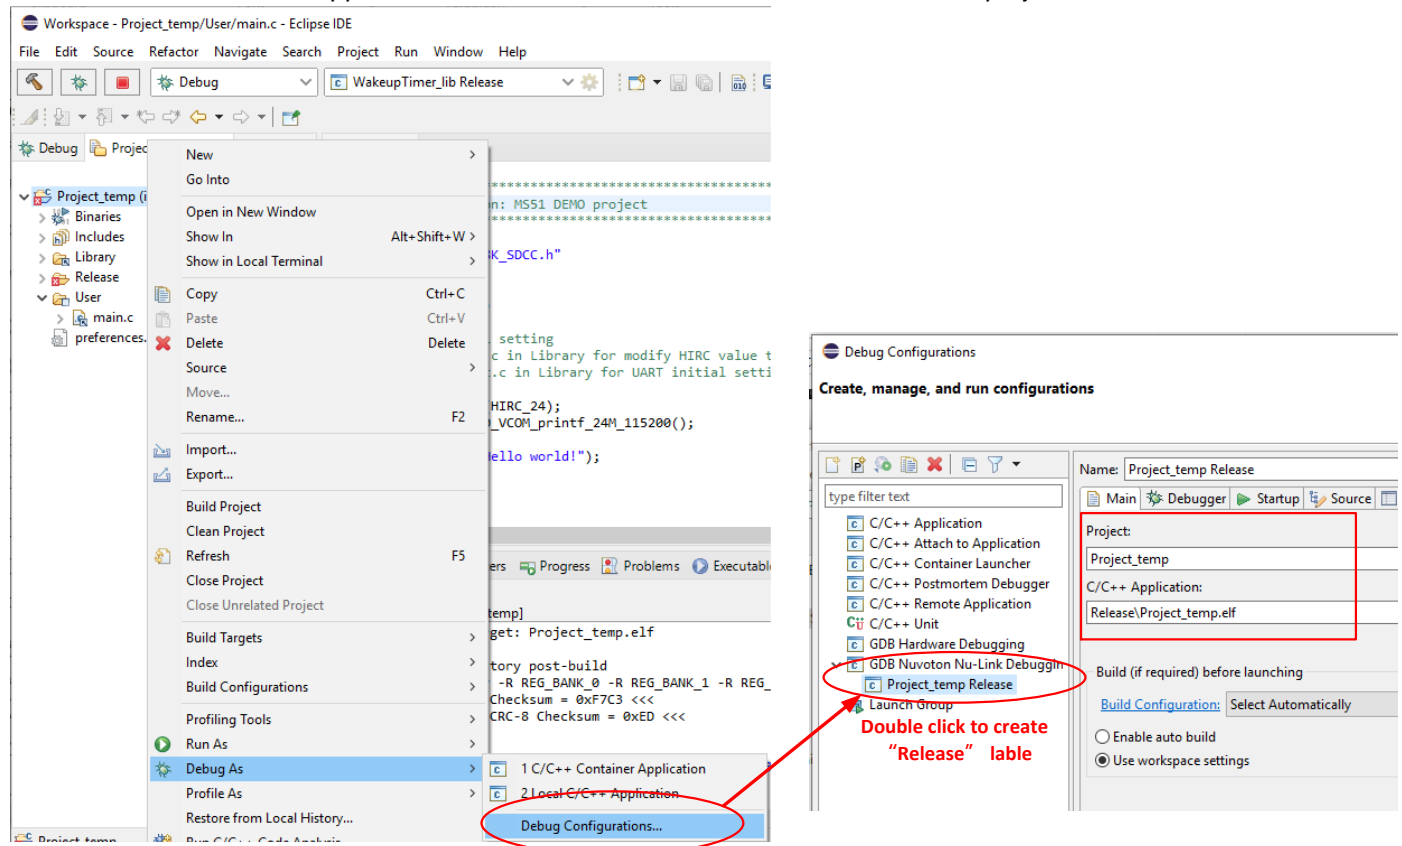 Workspace - Project_temp/User/main.c - Eclipse IDE
File Edit Source Refactor Navigate Search Project Run Window Help
Debug
WakeupTimer_lib Release
Debug
Project_temp
Binaries
Includes
Library
Release
User
main.c
preferences.
New
Go Into
Open in New Window
Show In Alt+Shift+W >
Show in Local Terminal
Copy Ctrl+C
Paste Ctrl+V
Delete Delete
Source
Move...
Rename... F2
Import...
Export...
Build Project
Clean Project
Refresh F5
Close Project
Close Unrelated Project
Build Targets
Index
Build Configurations
Profiling Tools
Run As
Debug As
Profile As
Restore from Local History...
Run C/C++ Code Analysis
Project_temp
1 C/C++ Container Application
2 Local C/C++ Application
Debug Configurations...
****************************************
n: MS51 DEMO project
****************************************
K_SDCC.h"
setting
c in Library for modify HIRC value t
.c in Library for UART initial setti
HIRC_24);
_VCOM_printf_24M_115200();
ello world!");
ers Progress Problems Executabl
temp]
get: Project_temp.elf
tory post-build
-R REG_BANK_0 -R REG_BANK_1 -R REG_
Checksum = 0xF7C3 <<<
CRC-8 Checksum = 0xED <<<
Debug Configurations
Create, manage, and run configurations
type filter text
C/C++ Application
C/C++ Attach to Application
C/C++ Container Launcher
C/C++ Postmortem Debugger
C/C++ Remote Application
C/C++ Unit
GDB Hardware Debugging
GDB Nuvoton Nu-Link Debuggin
Project_temp Release
Launch Group
Double click to create
“Release” lable
Name: Project_temp Release
Main Debugger Startup Source
Project:
Project_temp
C/C++ Application:
Release\Project_temp.elf
Build (if required) before launching
Build Configuration: Select Automatically
Enable auto build
Use workspace settings